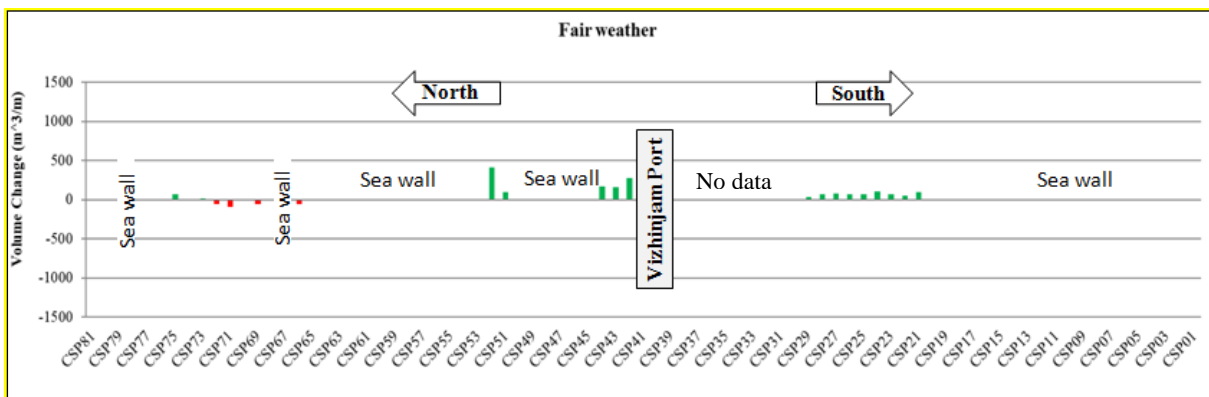 Fair weather
Volume Change (m^3/m)
1500
1000
500
0
-500
-1000
-1500
North
South
Sea wall
Sea wall
Sea wall
Sea wall
Vizhinjam Port
No data
Sea wall
CSP81
CSP79
CSP77
CSP75
CSP73
CSP71
CSP69
CSP67
CSP65
CSP63
CSP61
CSP59
CSP57
CSP55
CSP53
CSP51
CSP49
CSP47
CSP45
CSP43
CSP41
CSP39
CSP37
CSP35
CSP33
CSP31
CSP29
CSP27
CSP25
CSP23
CSP21
CSP19
CSP17
CSP15
CSP13
CSP11
CSP09
CSP07
CSP05
CSP03
CSP01